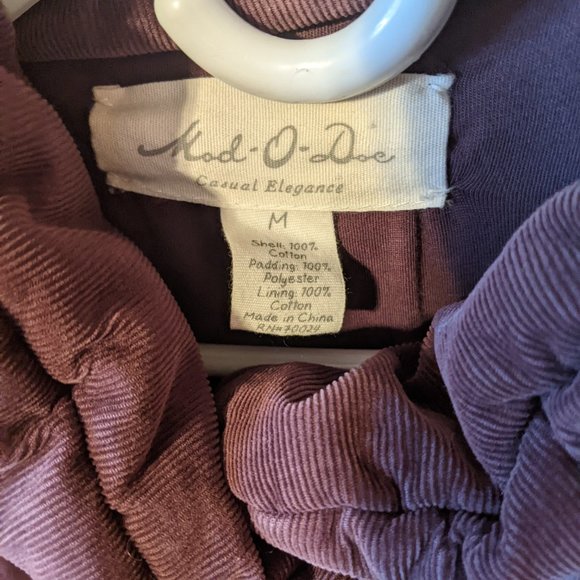 Mod-O-Doc
Casual Elegance
M
Shell: 100%
Cotton
Padding: 100%
Polyester
Lining: 100%
Cotton
Made in China
RN# 70024